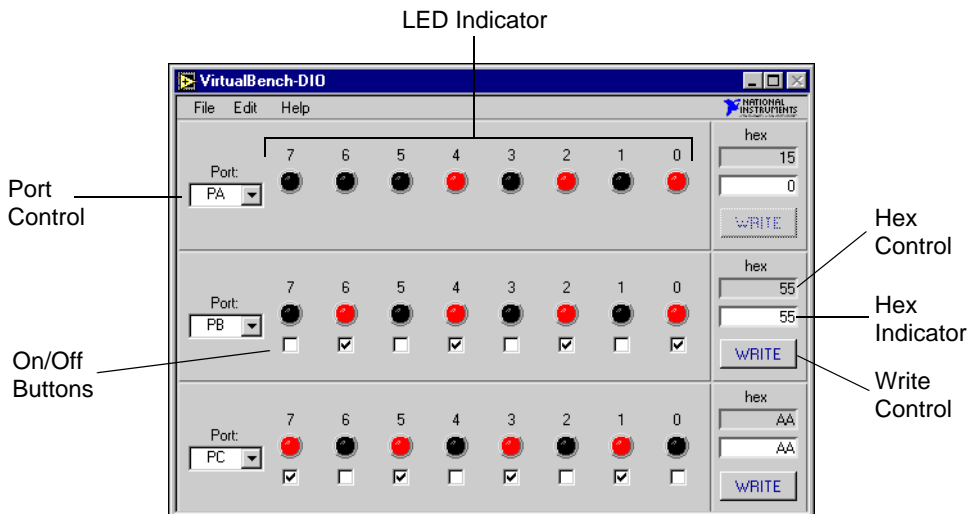 LED Indicator
VirtualBench-DIO
File Edit Help
NATIONAL
INSTRUMENTS
7 6 5 4 3 2 1 0
Port:
PA
hex
15
0
WRITE
Port
Control
7 6 5 4 3 2 1 0
Port:
PB
hex
55
55
WRITE
Hex
Control
Hex
Indicator
Write
Control
On/Off
Buttons
7 6 5 4 3 2 1 0
Port:
PC
hex
AA
AA
WRITE